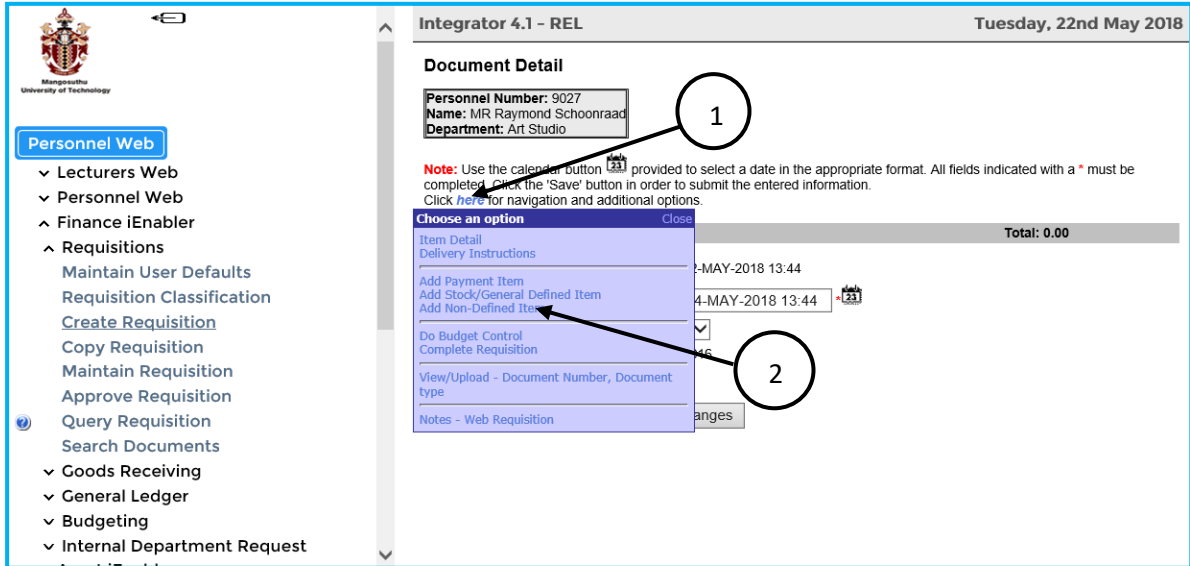 Mangosuthu
University of Technology
Personnel Web
Lecturers Web
Personnel Web
Finance iEnabler
Requisitions
Maintain User Defaults
Requisition Classification
Create Requisition
Copy Requisition
Maintain Requisition
Approve Requisition
Query Requisition
Search Documents
Goods Receiving
General Ledger
Budgeting
Internal Department Request
Integrator 4.1 - REL
Tuesday, 22nd May 2018
Document Detail
Personnel Number: 9027
Name: MR Raymond Schoonraad
Department: Art Studio
1
Note: Use the calendar button 23 provided to select a date in the appropriate format. All fields indicated with a * must be
completed. Click the 'Save' button in order to submit the entered information.
Click here for navigation and additional options.
Choose an option Close
Total: 0.00
Item Detail
Delivery Instructions
-MAY-2018 13:44
Add Payment Item
Add Stock/General Defined Item
4-MAY-2018 13:44 * 23
Add Non-Defined Item
Do Budget Control
Complete Requisition
2
View/Upload - Document Number, Document
type
Notes - Web Requisition
anges